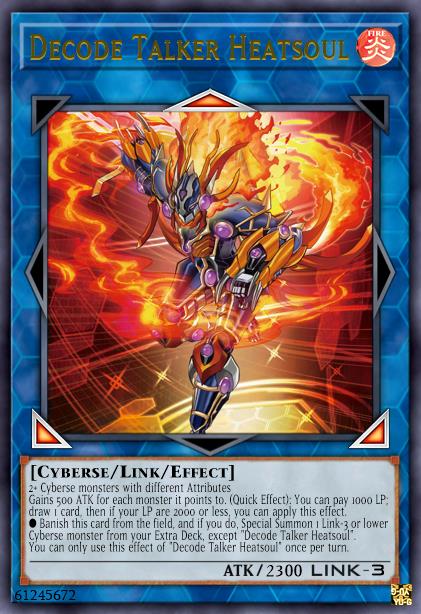 DECODE TALKER HEATSOUL
FIRE
炎
[CYBERSE/LINK/EFFECT]
2+ Cyberse monsters with different Attributes
Gains 500 ATK for each monster it points to. (Quick Effect): You can pay 1000 LP;
draw 1 card, then if your LP are 2000 or less, you can apply this effect.
● Banish this card from the field, and if you do, Special Summon 1 Link-3 or lower
Cyberse monster from your Extra Deck, except "Decode Talker Heatsoul".
You can only use this effect of "Decode Talker Heatsoul" once per turn.
ATK/2300 LINK-3
61245672